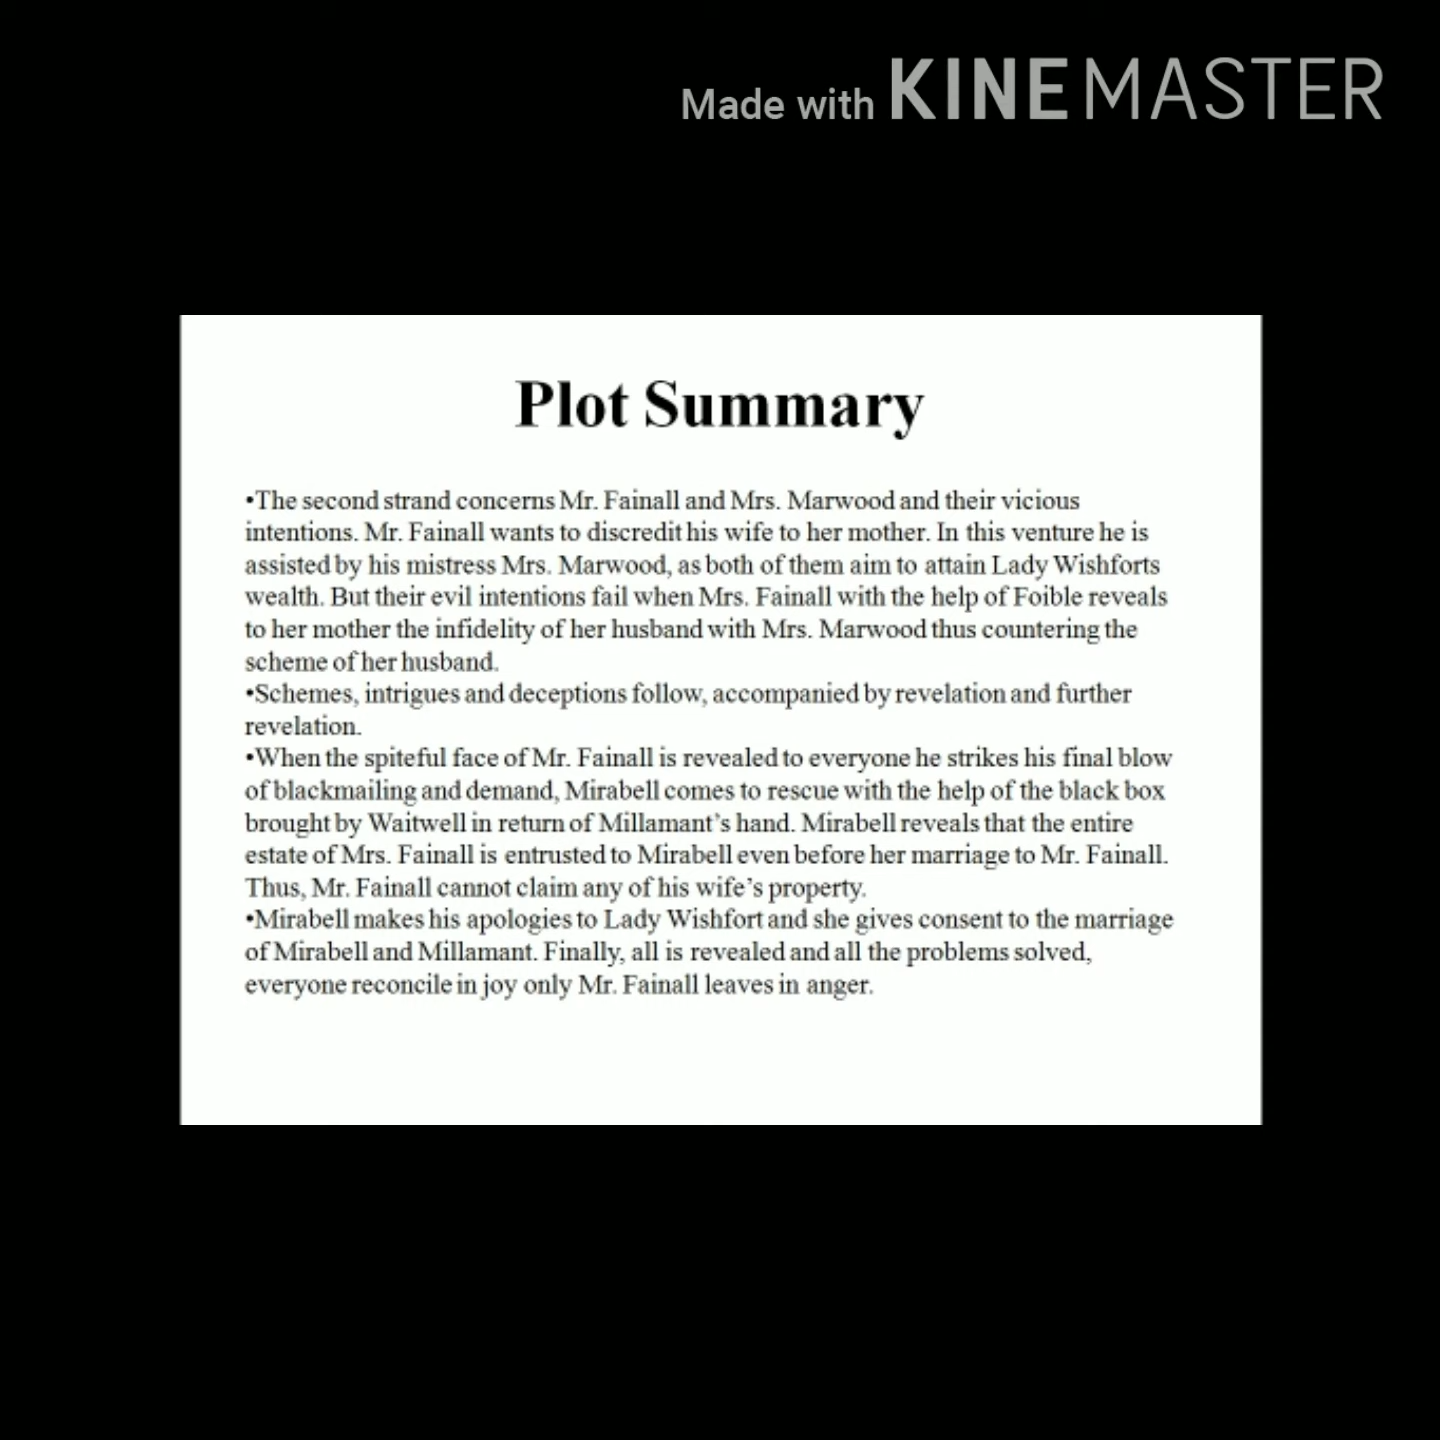 Made with KINEMASTER
Plot Summary
•The second strand concerns Mr. Fainall and Mrs. Marwood and their vicious
intentions. Mr. Fainall wants to discredit his wife to her mother. In this venture he is
assisted by his mistress Mrs. Marwood, as both of them aim to attain Lady Wishforts
wealth. But their evil intentions fail when Mrs. Fainall with the help of Foible reveals
to her mother the infidelity of her husband with Mrs. Marwood thus countering the
scheme of her husband.
•Schemes, intrigues and deceptions follow, accompanied by revelation and further
revelation.
•When the spiteful face of Mr. Fainall is revealed to everyone he strikes his final blow
of blackmailing and demand, Mirabell comes to rescue with the help of the black box
brought by Waitwell in return of Millamant’s hand. Mirabell reveals that the entire
estate of Mrs. Fainall is entrusted to Mirabell even before her marriage to Mr. Fainall.
Thus, Mr. Fainall cannot claim any of his wife’s property.
•Mirabell makes his apologies to Lady Wishfort and she gives consent to the marriage
of Mirabell and Millamant. Finally, all is revealed and all the problems solved,
everyone reconcile in joy only Mr. Fainall leaves in anger.